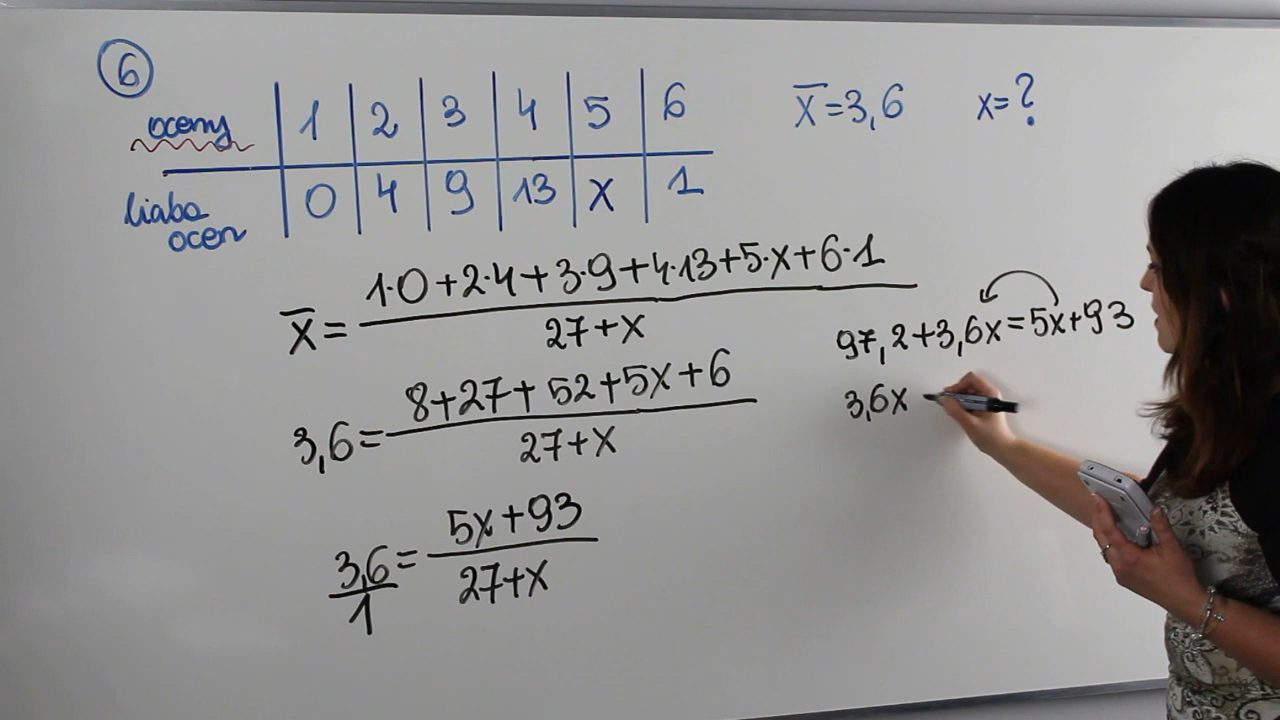 6
oceny 1 2 3 4 5 6
x̄=3,6 x=?
liczba 0 4 9 13 x 1
ocen
x̄ = (1·0+2·4+3·9+4·13+5·x+6·1)/(27+x)
3,6 = (8+27+52+5x+6)/(27+x)
3,6/1 = (5x+93)/(27+x)
97,2+3,6x=5x+93
3,6x